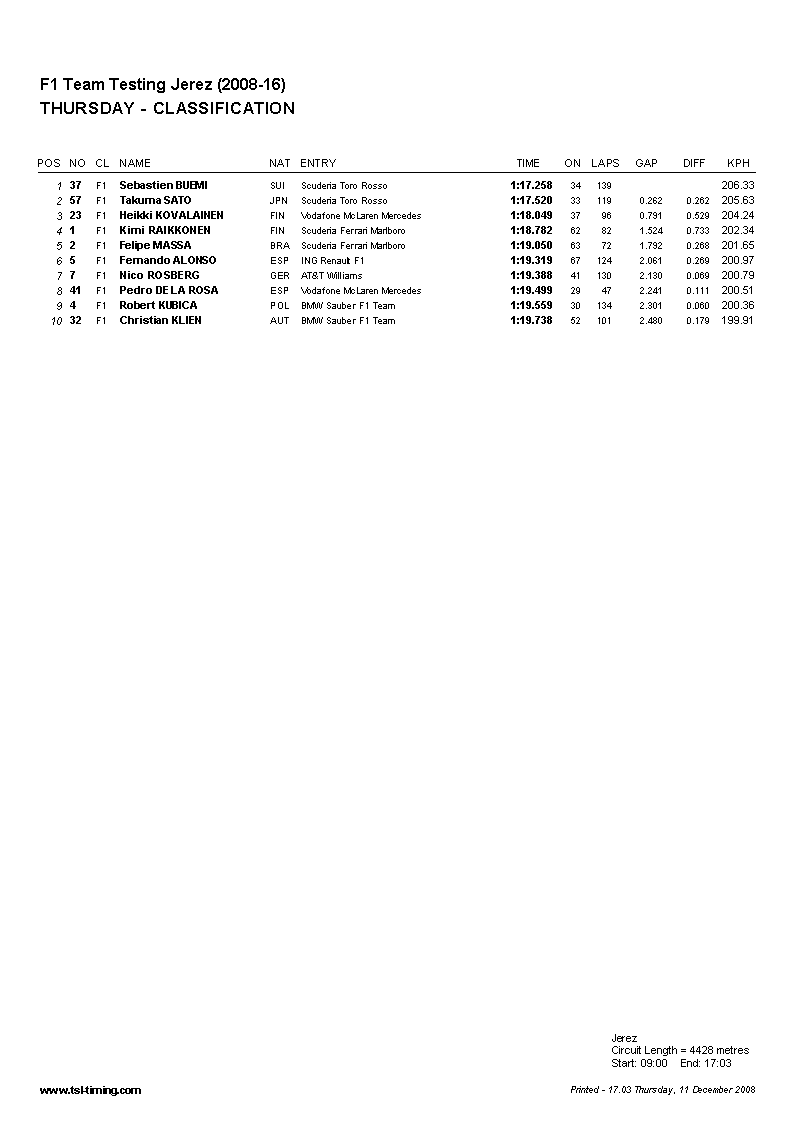 F1 Team Testing Jerez (2008-16)
THURSDAY - CLASSIFICATION
POS NO CL NAME NAT ENTRY TIME ON LAPS GAP DIFF KPH
1 37 F1 Sebastien BUEMI SUI Scuderia Toro Rosso 1:17.258 34 139 206.33
2 57 F1 Takuma SATO JPN Scuderia Toro Rosso 1:17.520 33 119 0.262 0.262 205.63
3 23 F1 Heikki KOVALAINEN FIN Vodafone McLaren Mercedes 1:18.049 37 96 0.791 0.529 204.24
4 1 F1 Kimi RAIKKONEN FIN Scuderia Ferrari Marlboro 1:18.782 62 82 1.524 0.733 202.34
5 2 F1 Felipe MASSA BRA Scuderia Ferrari Marlboro 1:19.050 63 72 1.792 0.268 201.65
6 5 F1 Fernando ALONSO ESP ING Renault F1 1:19.319 67 124 2.061 0.269 200.97
7 7 F1 Nico ROSBERG GER AT&T Williams 1:19.388 41 130 2.130 0.069 200.79
8 41 F1 Pedro DE LA ROSA ESP Vodafone McLaren Mercedes 1:19.499 29 47 2.241 0.111 200.51
9 4 F1 Robert KUBICA POL BMW Sauber F1 Team 1:19.559 30 134 2.301 0.060 200.36
10 32 F1 Christian KLIEN AUT BMW Sauber F1 Team 1:19.738 52 101 2.480 0.179 199.91
Jerez
Circuit Length = 4428 metres
Start: 09:00 End: 17:03
www.tsl-timing.com Printed - 17:03 Thursday, 11 December 2008